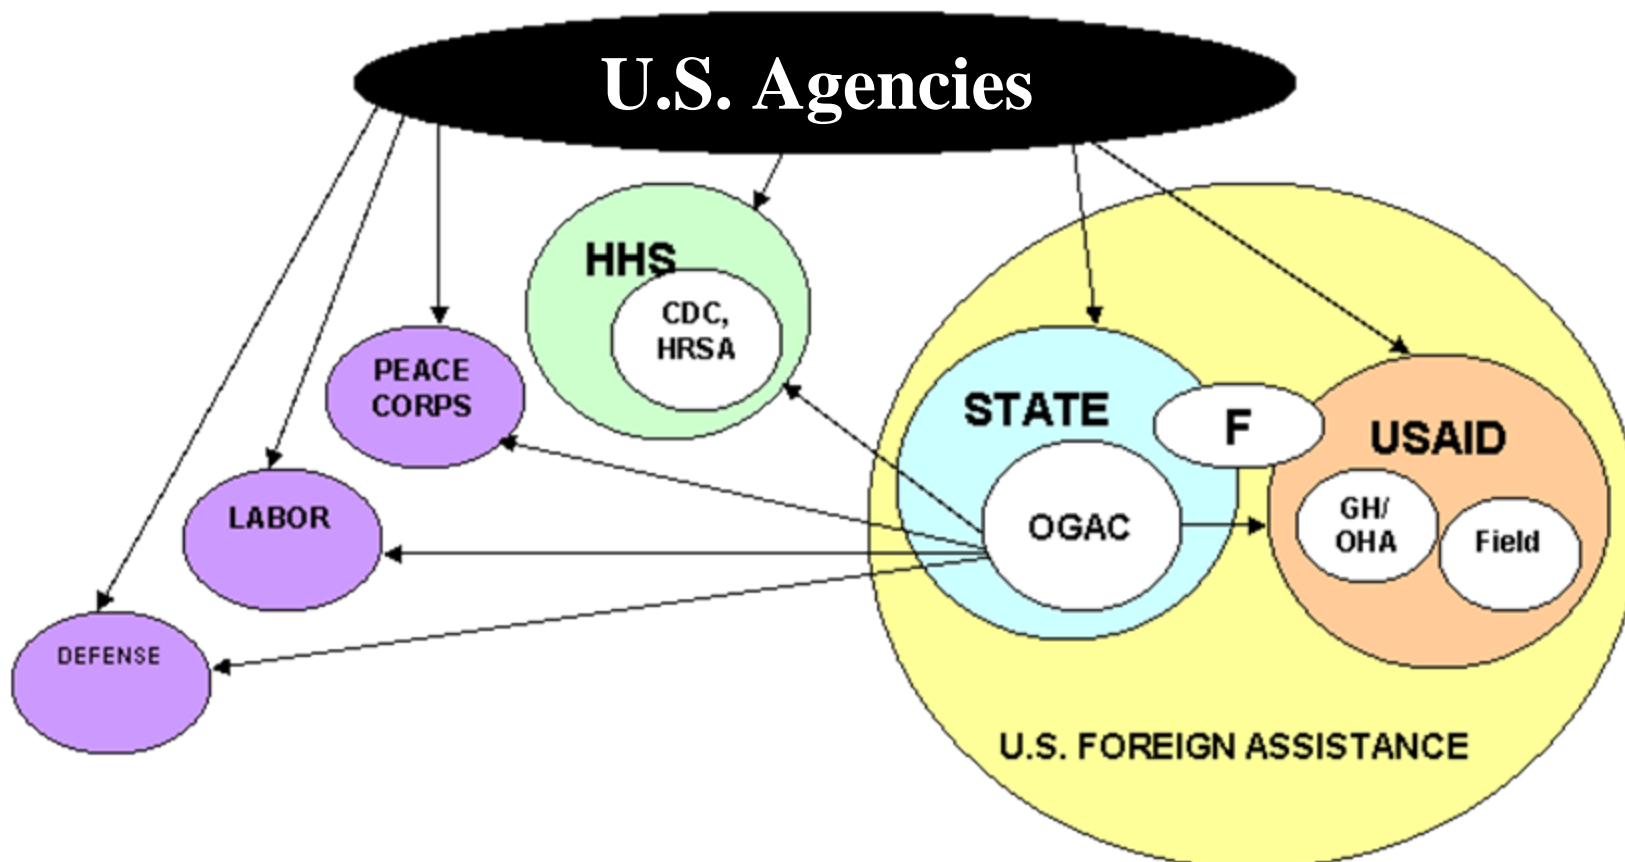 U.S. Agencies
HHS
CDC,
HRSA
PEACE
CORPS
STATE
F
USAID
LABOR
OGAC
GH/
OHA
Field
DEFENSE
U.S. FOREIGN ASSISTANCE